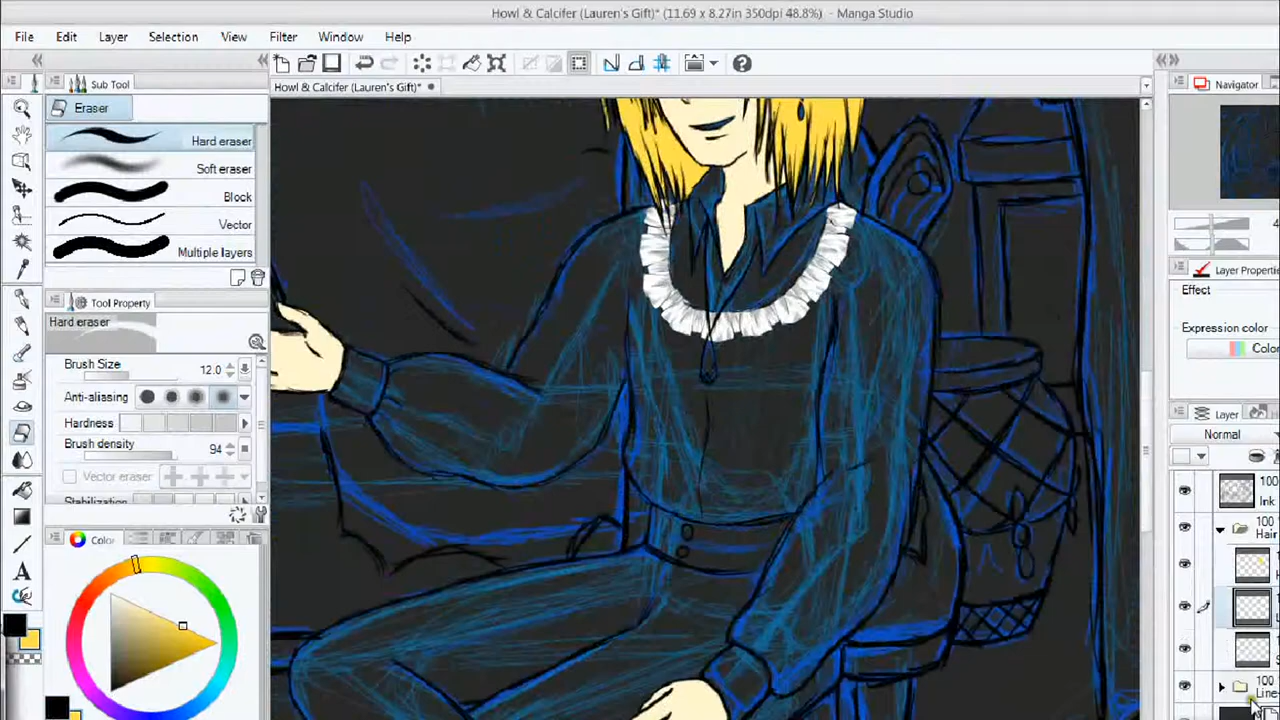 Howl & Calcifer (Lauren's Gift)* (11.69 x 8.27in 350dpi 48.8%) - Manga Studio
File Edit Layer Selection View Filter Window Help
Howl & Calcifer (Lauren's Gift)*
Sub Tool
Eraser
Hard eraser
Soft eraser
Block
Vector
Multiple layers
Tool Property
Hard eraser
Brush Size 12.0
Anti-aliasing
Hardness
Brush density 94
Vector eraser
Stabilization
Color
Navigator
4
Layer Properti
Effect
Expression color
Color
Layer
Normal
100
Ink
100
Hair
100
Line